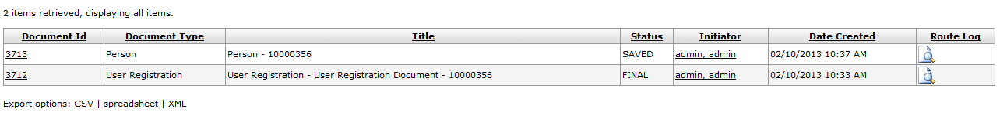 2 items retrieved, displaying all items.
Document Id Document Type Title Status Initiator Date Created Route Log
3713 Person Person - 10000356 SAVED admin, admin 02/10/2013 10:37 AM
3712 User Registration User Registration - User Registration Document - 10000356 FINAL admin, admin 02/10/2013 10:33 AM
Export options: CSV | spreadsheet | XML